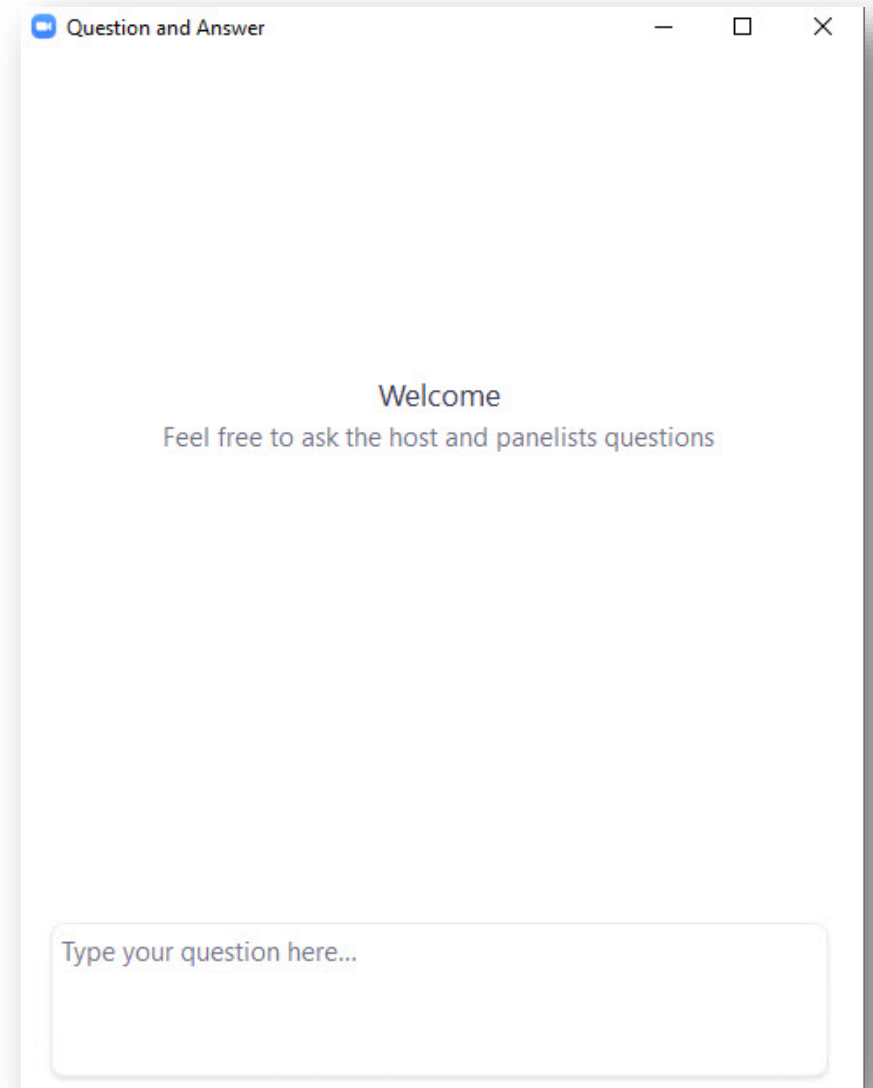 Question and Answer
Welcome
Feel free to ask the host and panelists questions
Type your question here...